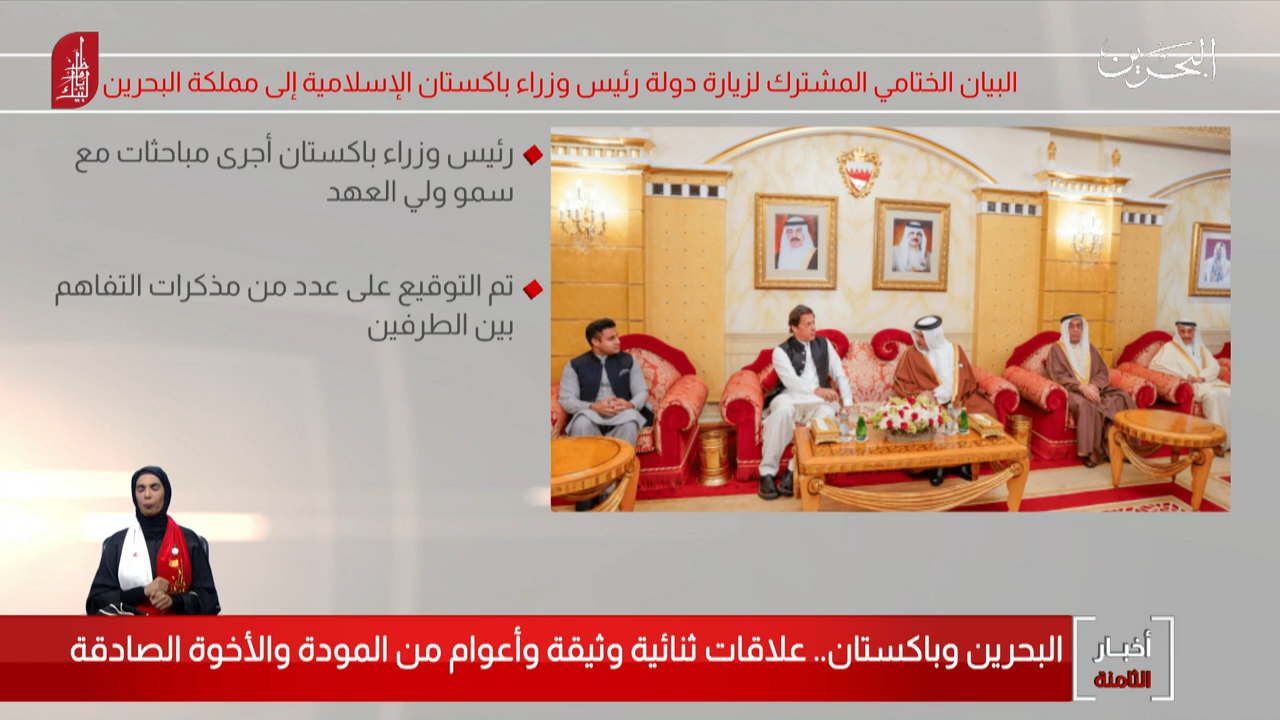 البحرين
البيان الختامي المشترك لزيارة دولة رئيس وزراء باكستان الإسلامية إلى مملكة البحرين
رئيس وزراء باكستان أجرى مباحثات مع
سمو ولي العهد
تم التوقيع على عدد من مذكرات التفاهم
بين الطرفين
أخبار
الثامنة
البحرين وباكستان.. علاقات ثنائية وثيقة وأعوام من المودة والأخوة الصادقة